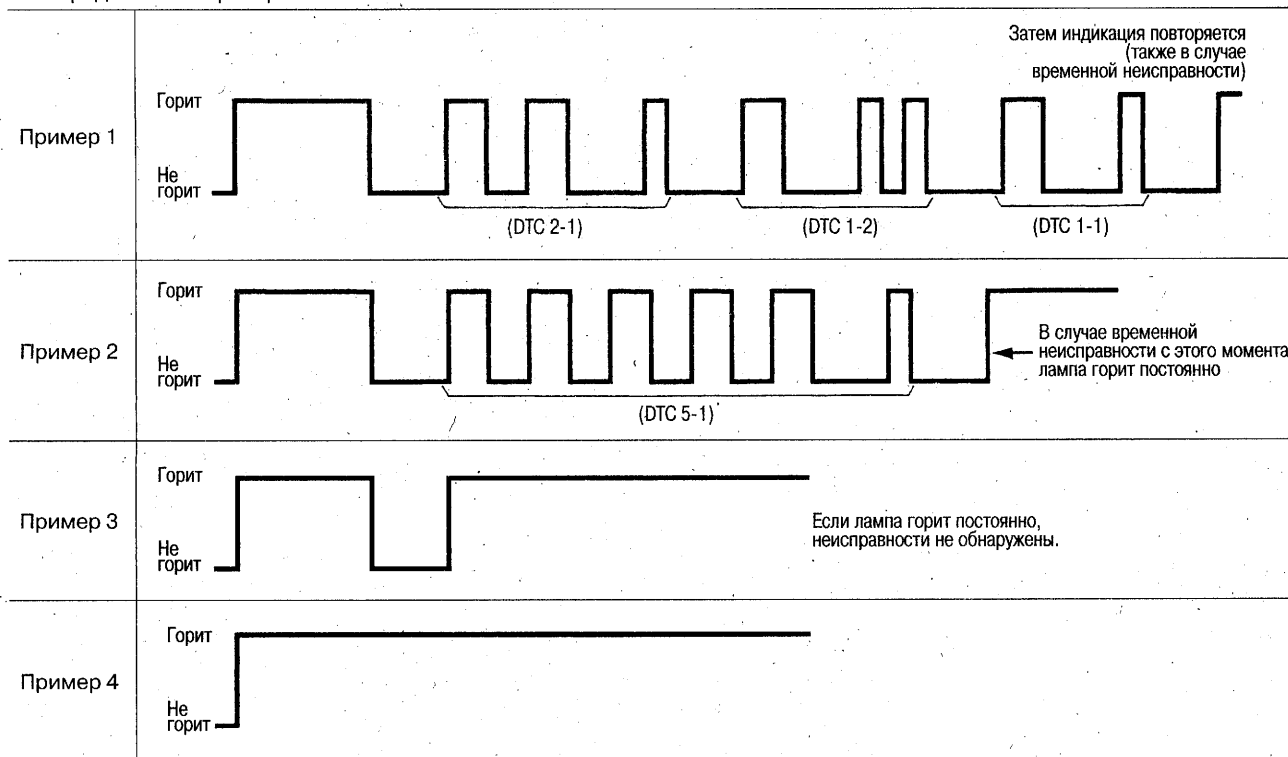 Затем индикация повторяется
(также в случае
временной неисправности)
Горит
Пример 1
Не
горит
(DTC 2-1)
(DTC 1-2)
(DTC 1-1)
Горит
Пример 2
Не
горит
В случае временной
неисправности с этого момента
лампа горит постоянно
(DTC 5-1)
Горит
Пример 3
Не
горит
Если лампа горит постоянно,
неисправности не обнаружены.
Горит
Пример 4
Не
горит